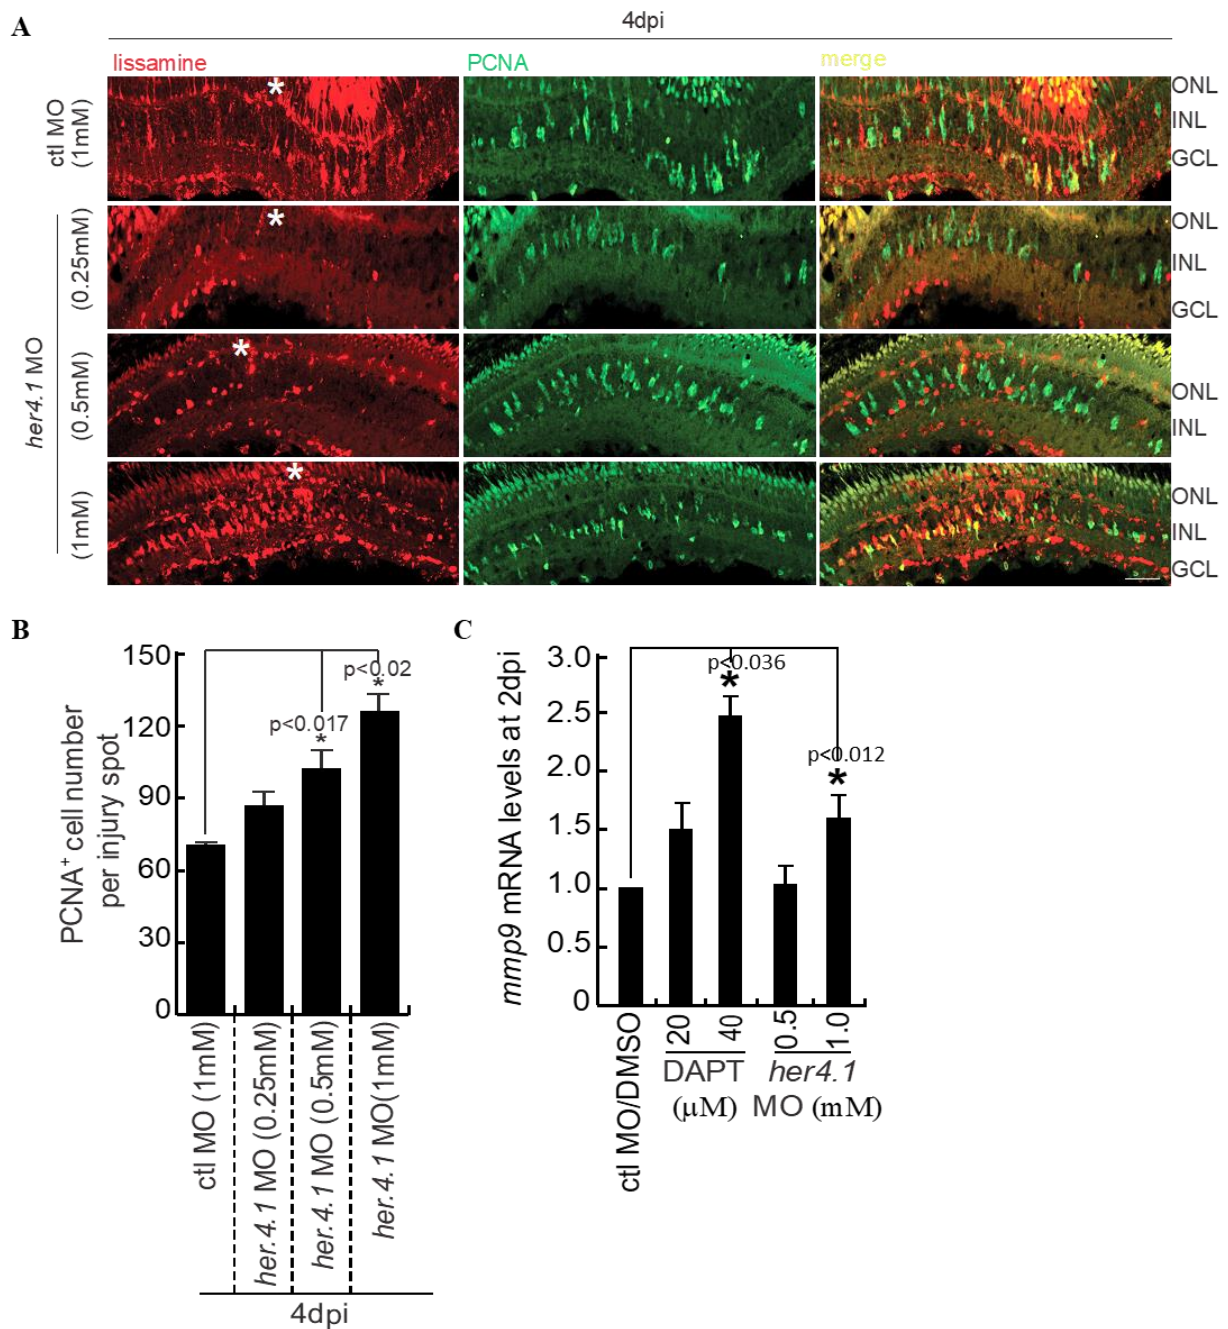 A
4dpi
lissamine
PCNA
merge
ctl MO
(1mM)
*
ONL
INL
GCL
her4.1 MO
(0.25mM)
*
ONL
INL
GCL
(0.5mM)
*
ONL
INL
(1mM)
*
ONL
INL
GCL
B
PCNA⁺ cell number
per injury spot
150
120
90
60
30
0
p<0.017
*
p<0.02
*
ctl MO (1mM)
her.4.1 MO (0.25mM)
her.4.1 MO (0.5mM)
her.4.1 MO(1mM)
4dpi
C
mmp9 mRNA levels at 2dpi
3.0
2.5
2.0
1.5
1.0
0.5
0
p<0.036
*
p<0.012
*
ctl MO/DMSO
20
40
0.5
1.0
DAPT
(μM)
her4.1
MO (mM)